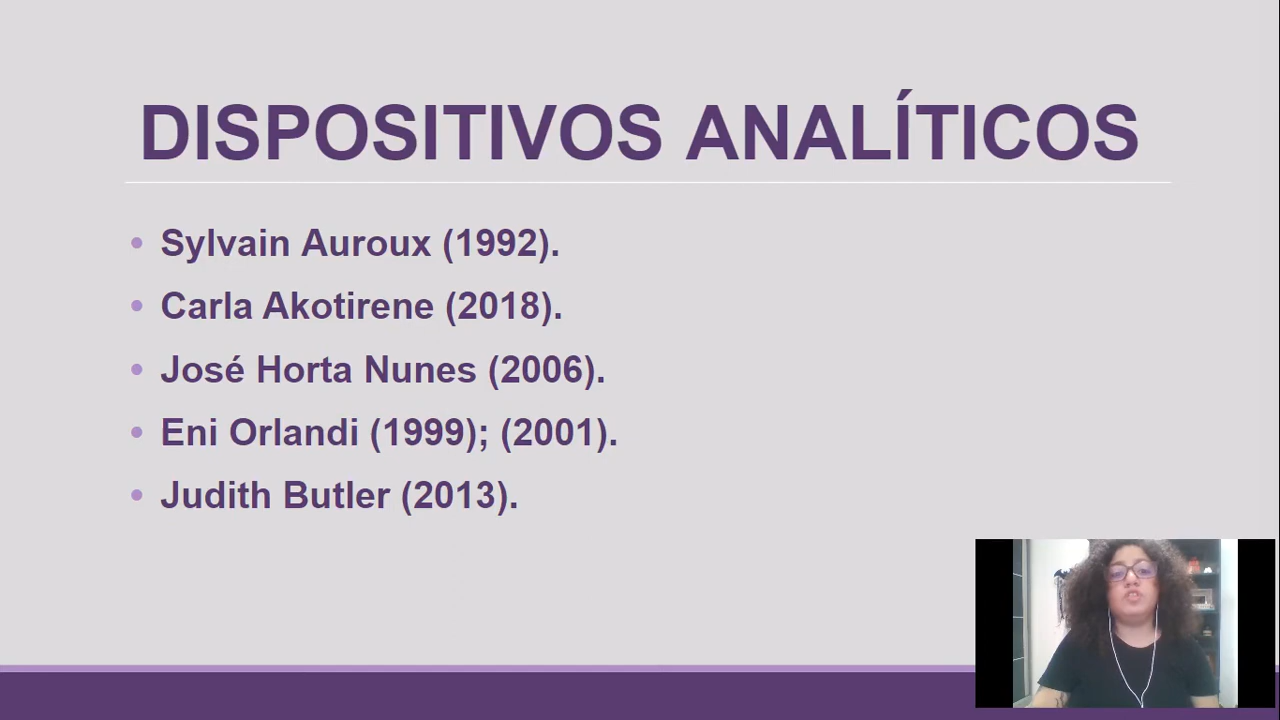 DISPOSITIVOS ANALÍTICOS
• Sylvain Auroux (1992).
• Carla Akotirene (2018).
• José Horta Nunes (2006).
• Eni Orlandi (1999); (2001).
• Judith Butler (2013).